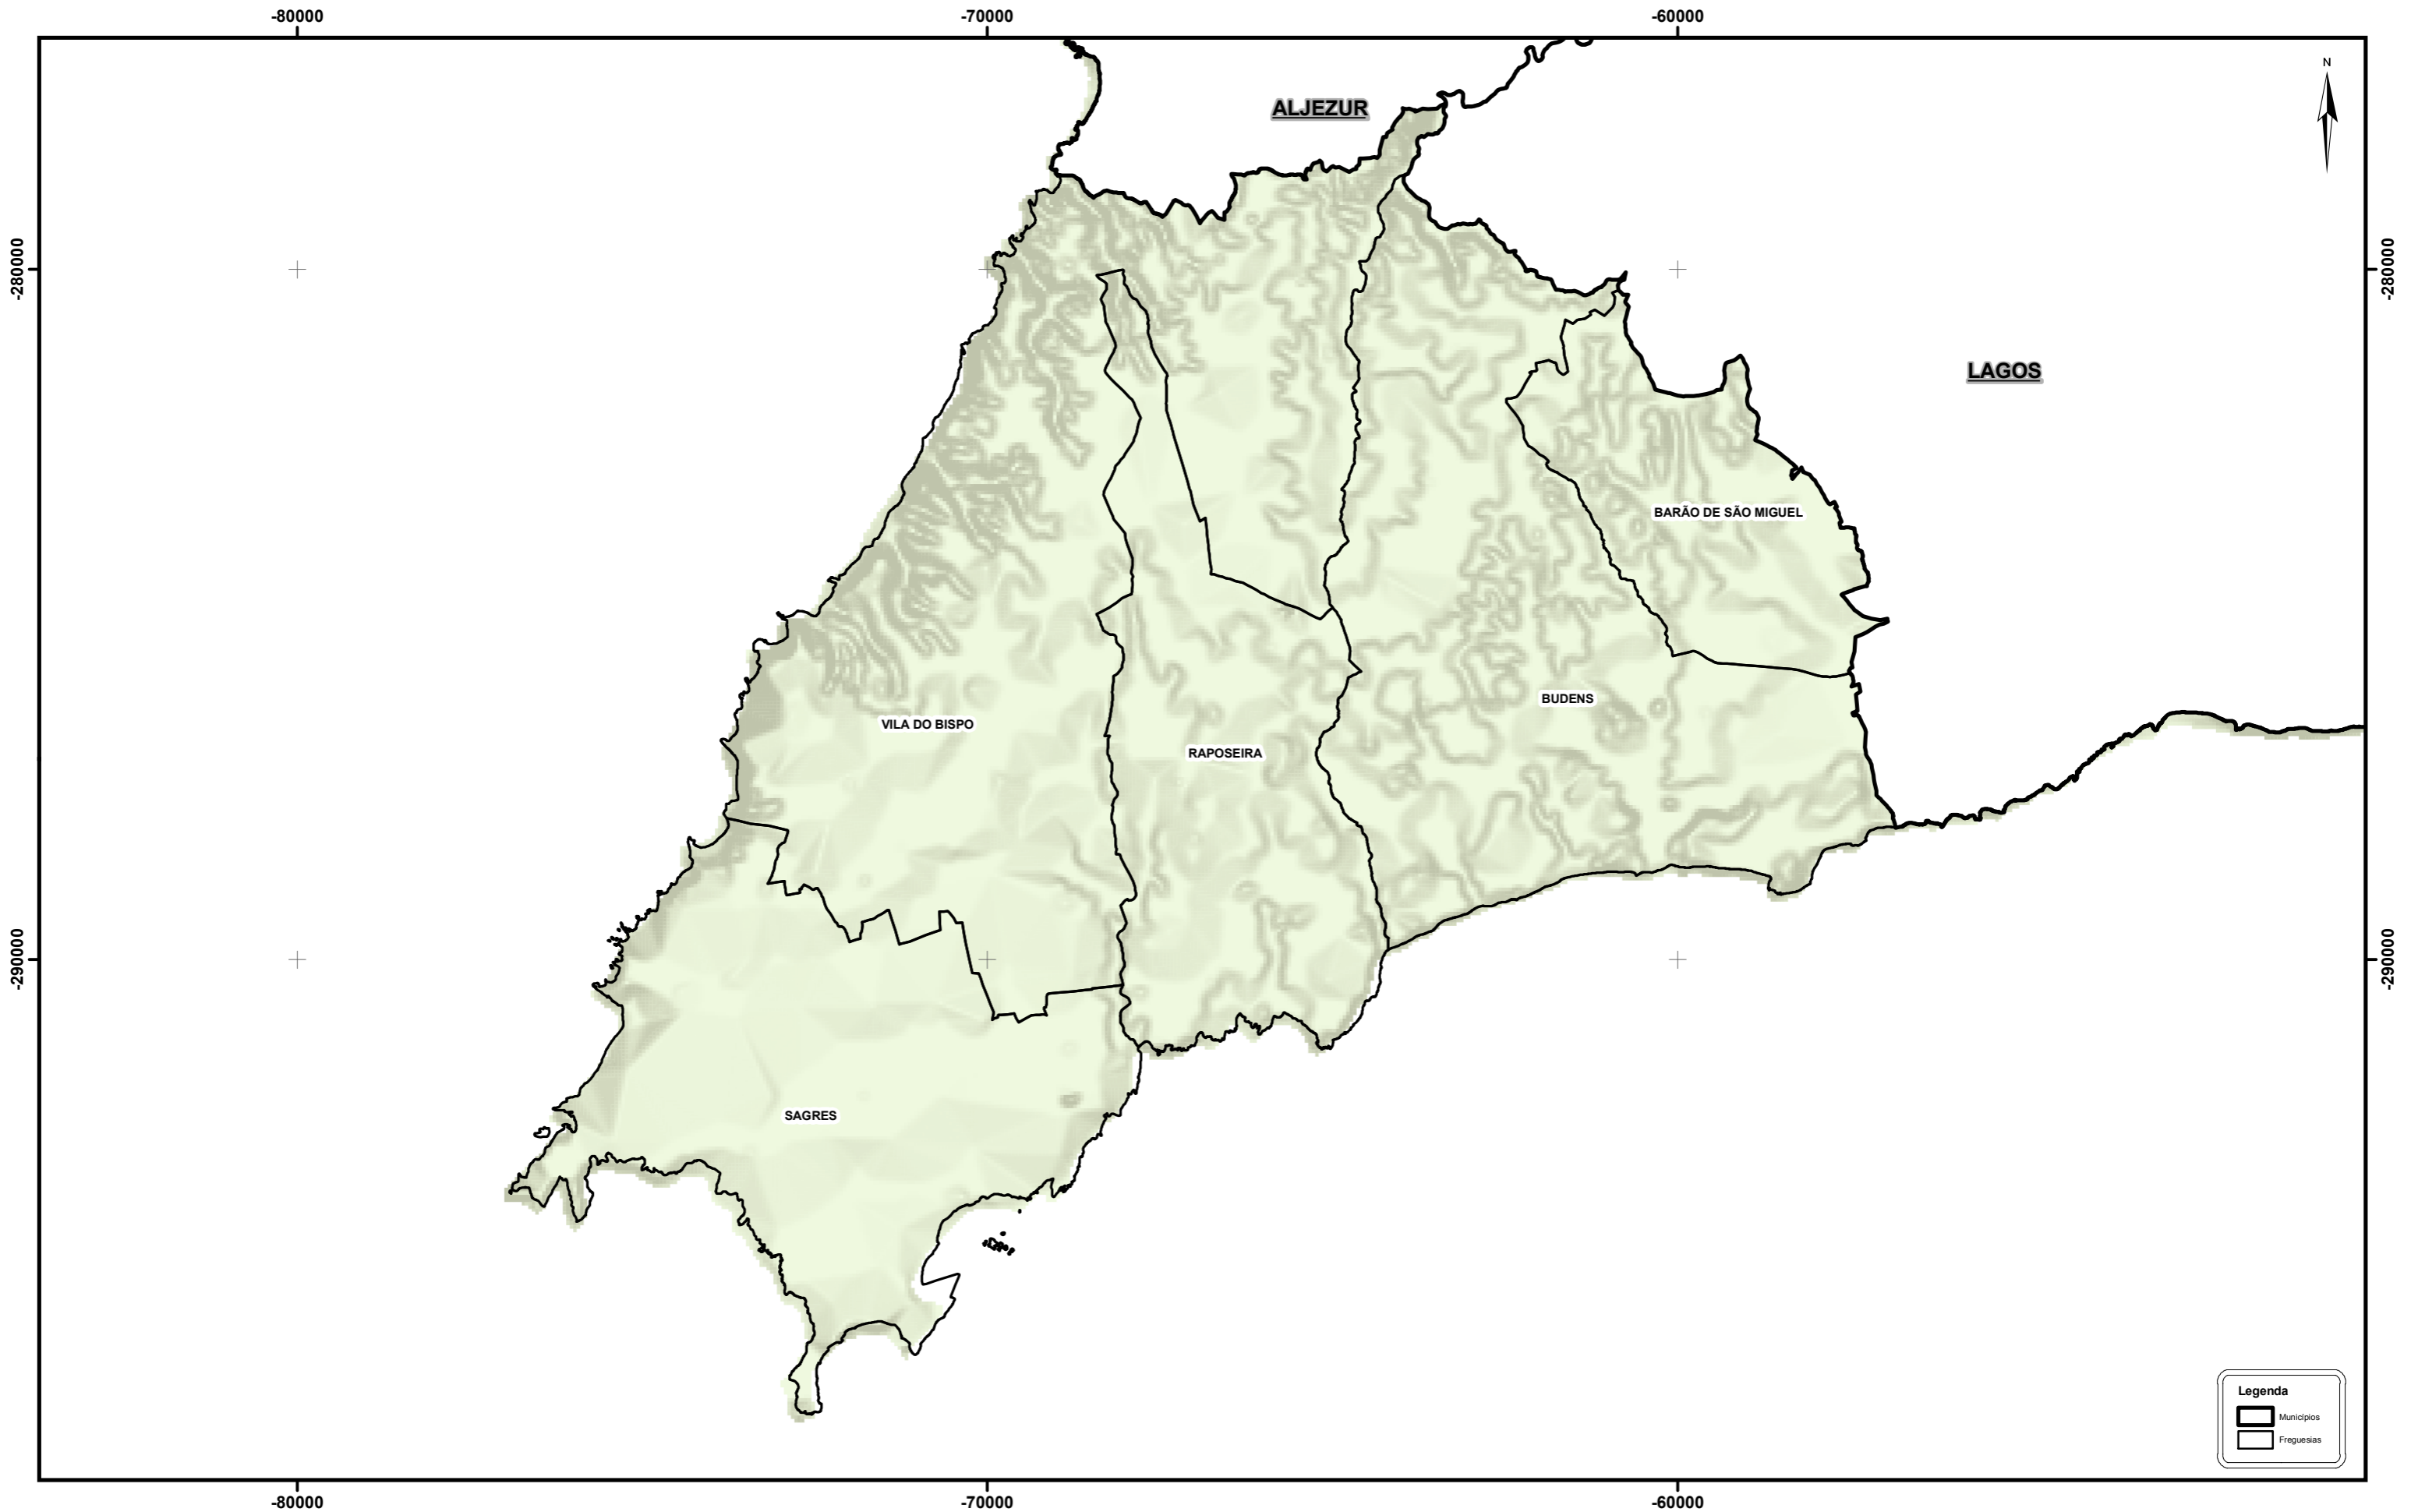 -80000
-70000
-60000
N
ALJEZUR
-280000
-280000
LAGOS
BARÃO DE SÃO MIGUEL
BUDENS
VILA DO BISPO
RAPOSEIRA
-290000
-290000
SAGRES
Legenda
Municípios
Freguesias
-80000
-70000
-60000